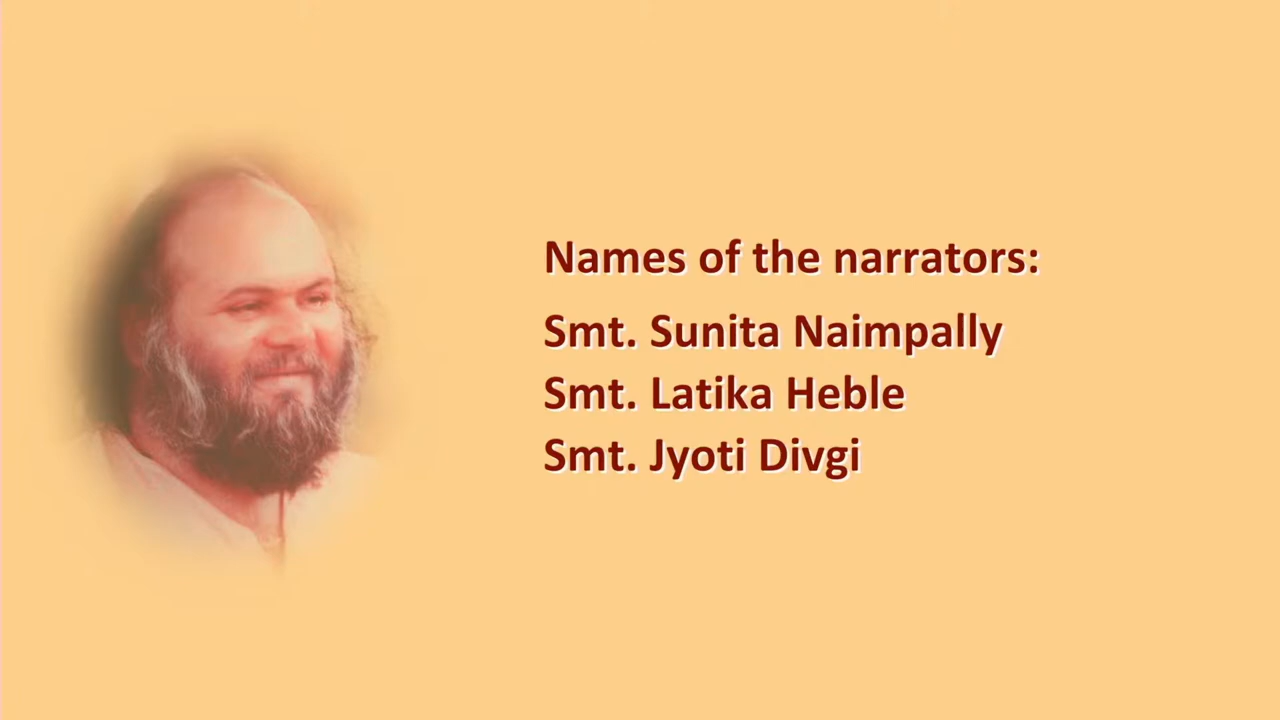 Names of the narrators:
Smt. Sunita Naimpally
Smt. Latika Heble
Smt. Jyoti Divgi